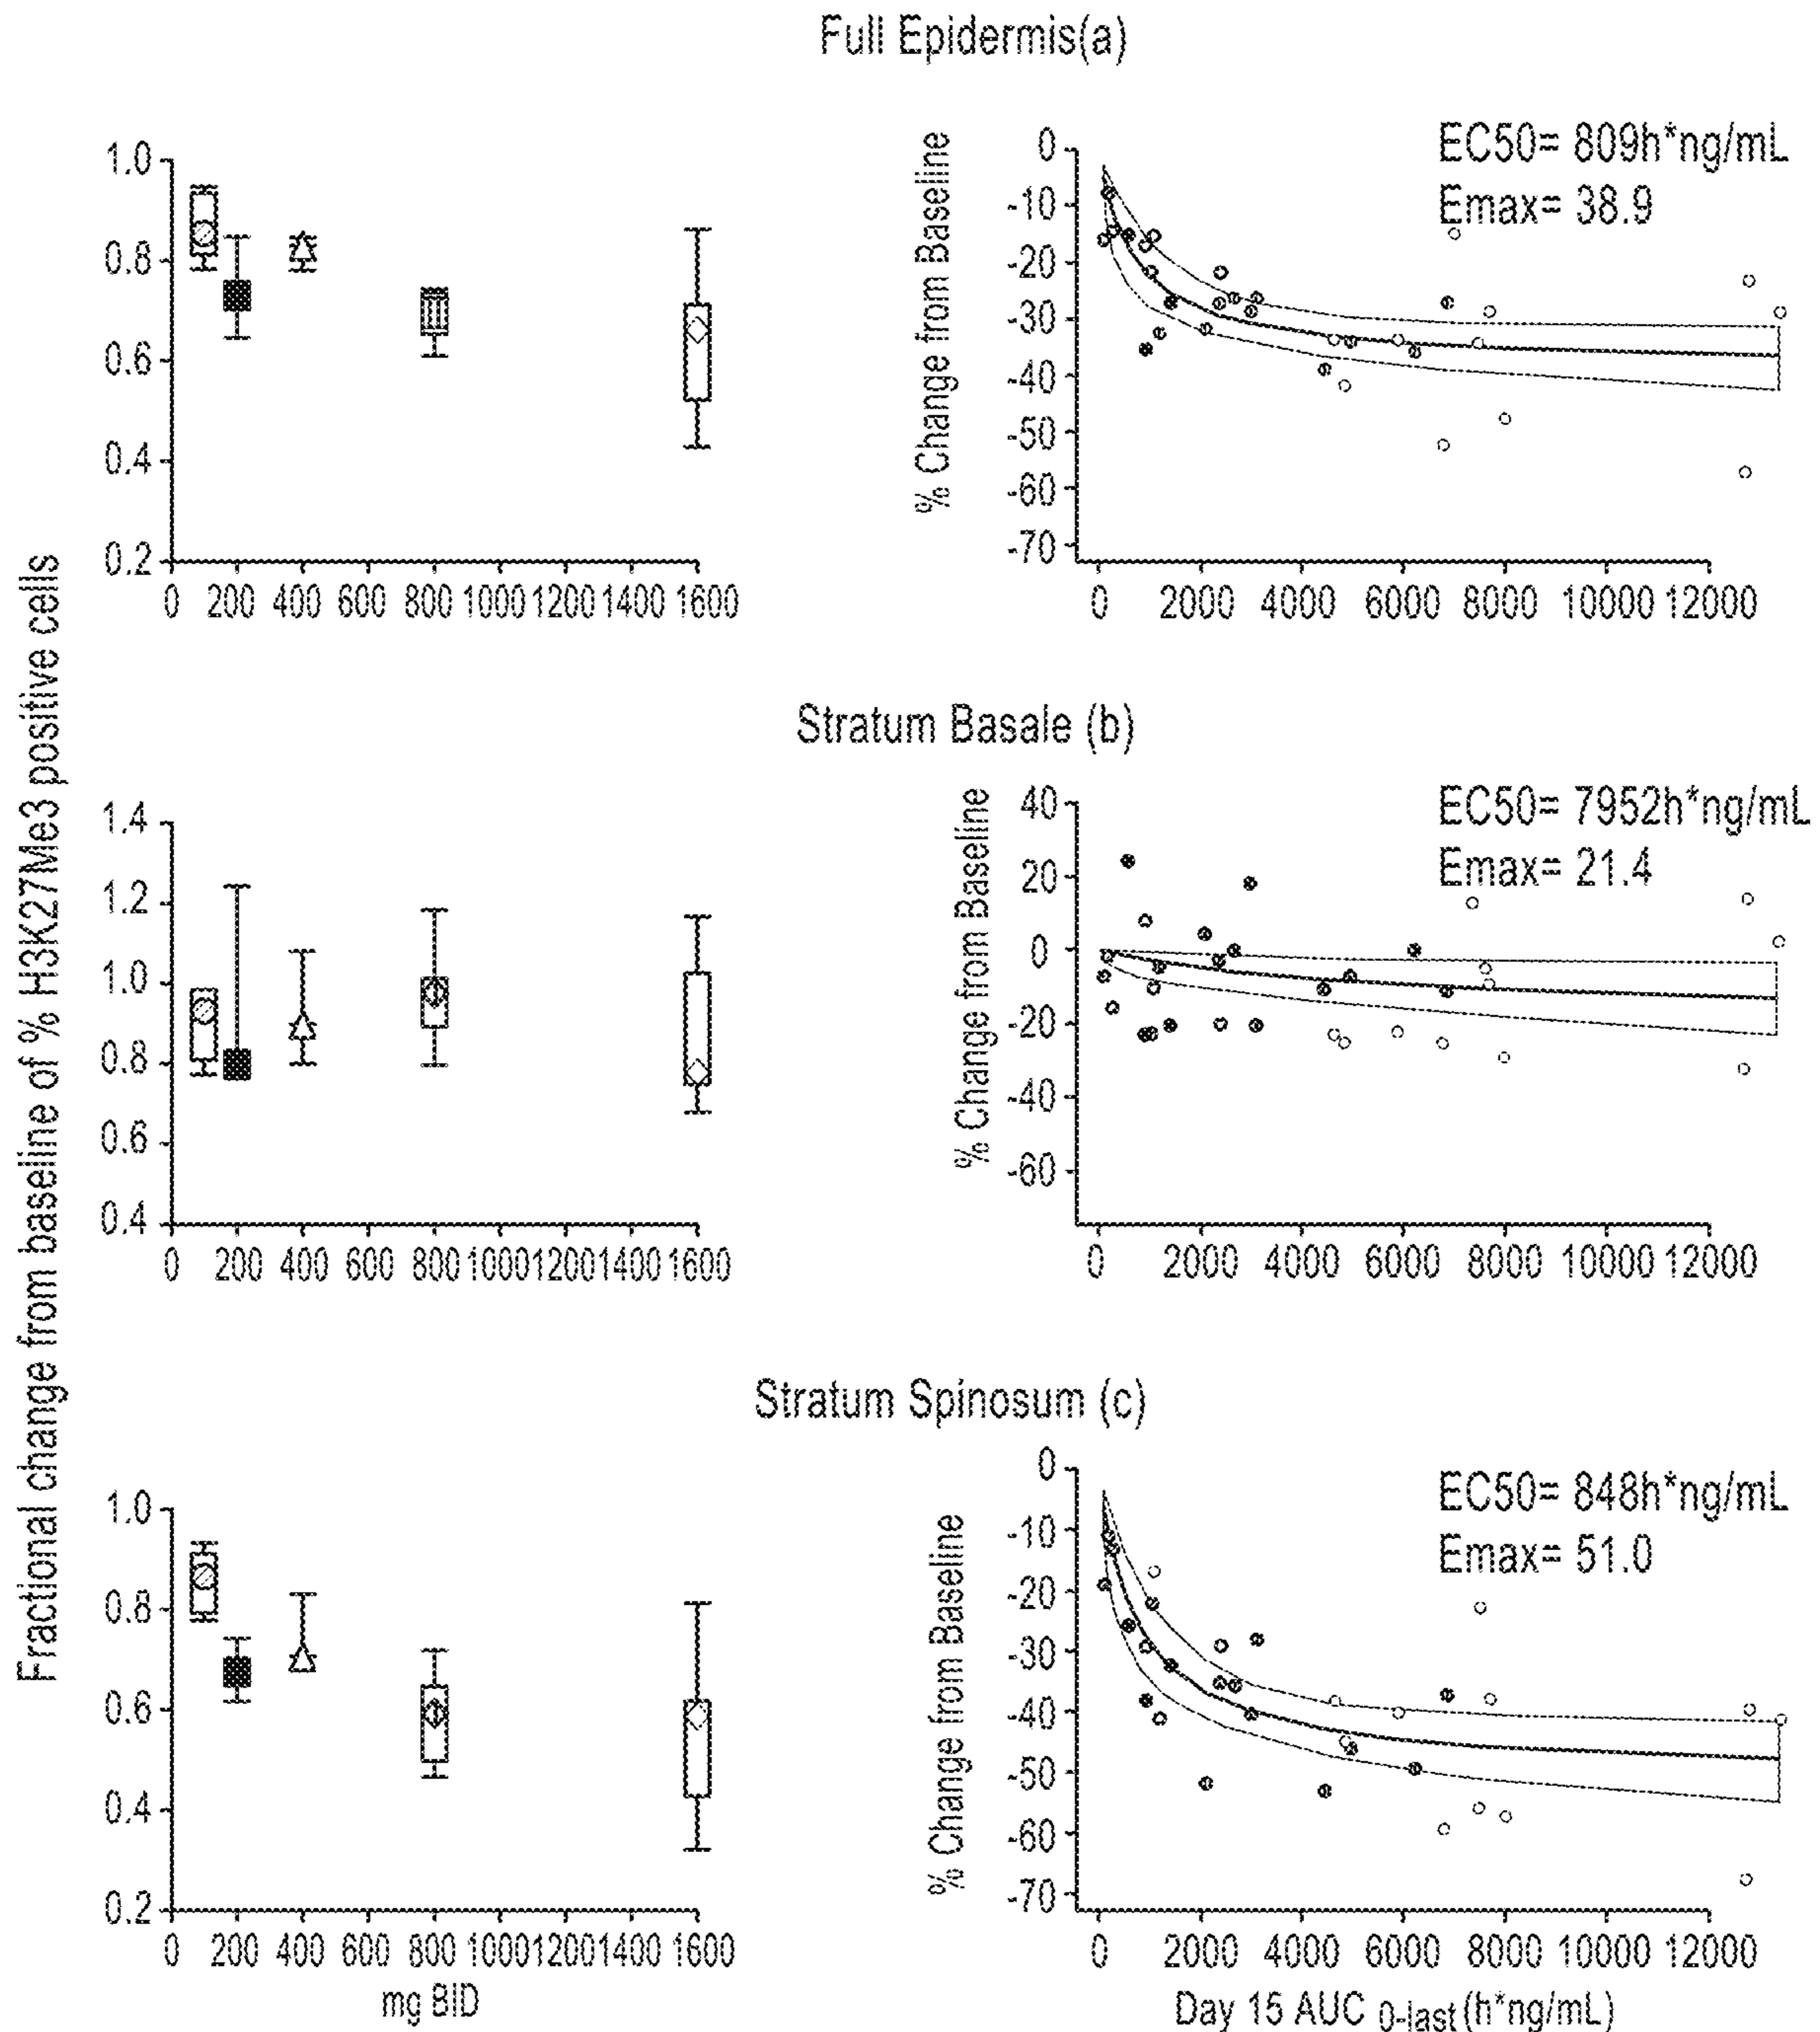 Full Epidermis(a)
Fractional change from baseline of % H3K27Me3 positive cells
1.0
0.8
0.6
0.4
0.2
0 200 400 600 800 1000 1200 1400 1600
% Change from Baseline
0
-10
-20
-30
-40
-50
-60
-70
0 2000 4000 6000 8000 10000 12000
EC50= 809h*ng/mL
Emax= 38.9
Stratum Basale (b)
1.4
1.2
1.0
0.8
0.6
0.4
0 200 400 600 800 1000 1200 1400 1600
% Change from Baseline
40
20
0
-20
-40
-60
0 2000 4000 6000 8000 10000 12000
EC50= 7952h*ng/mL
Emax= 21.4
Stratum Spinosum (c)
1.0
0.8
0.6
0.4
0.2
0 200 400 600 800 1000 1200 1400 1600
mg BID
% Change from Baseline
0
-10
-20
-30
-40
-50
-60
-70
0 2000 4000 6000 8000 10000 12000
Day 15 AUC 0-last (h*ng/mL)
EC50= 848h*ng/mL
Emax= 51.0